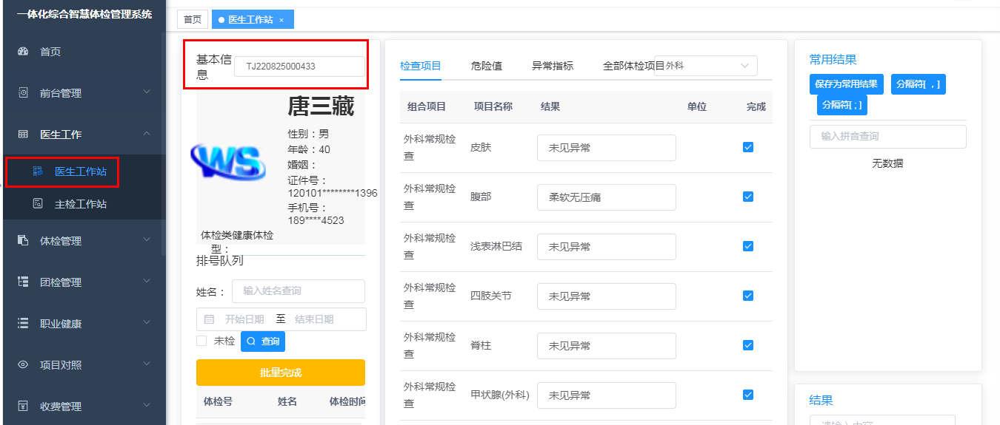 一体化综合智慧体检管理系统
首页
前台管理
医生工作
医生工作站
主检工作站
体检管理
团检管理
职业健康
项目对照
收费管理
首页
医生工作站 ×
基本信
息
TJ220825000433
唐三藏
WS
性别：男
年龄：40
婚姻：
证件号：
120101********1396
手机号：
189****4523
体检类健康体检
型：
排号队列
姓名：
输入姓名查询
开始日期 至 结束日期
未检 查询
批量完成
体检号 姓名 体检时间
检查项目 危险值 异常指标 全部体检项目 外科
组合项目 项目名称 结果 单位 完成
外科常规检
查
皮肤 未见异常
外科常规检
查
腹部 柔软无压痛
外科常规检
查
浅表淋巴结 未见异常
外科常规检
查
四肢关节 未见异常
外科常规检
查
脊柱 未见异常
外科常规检
查
甲状腺(外科) 未见异常
常用结果
保存为常用结果 分隔符[ , ]
分隔符[ ; ]
输入拼音查询
无数据
结果
请输入内容